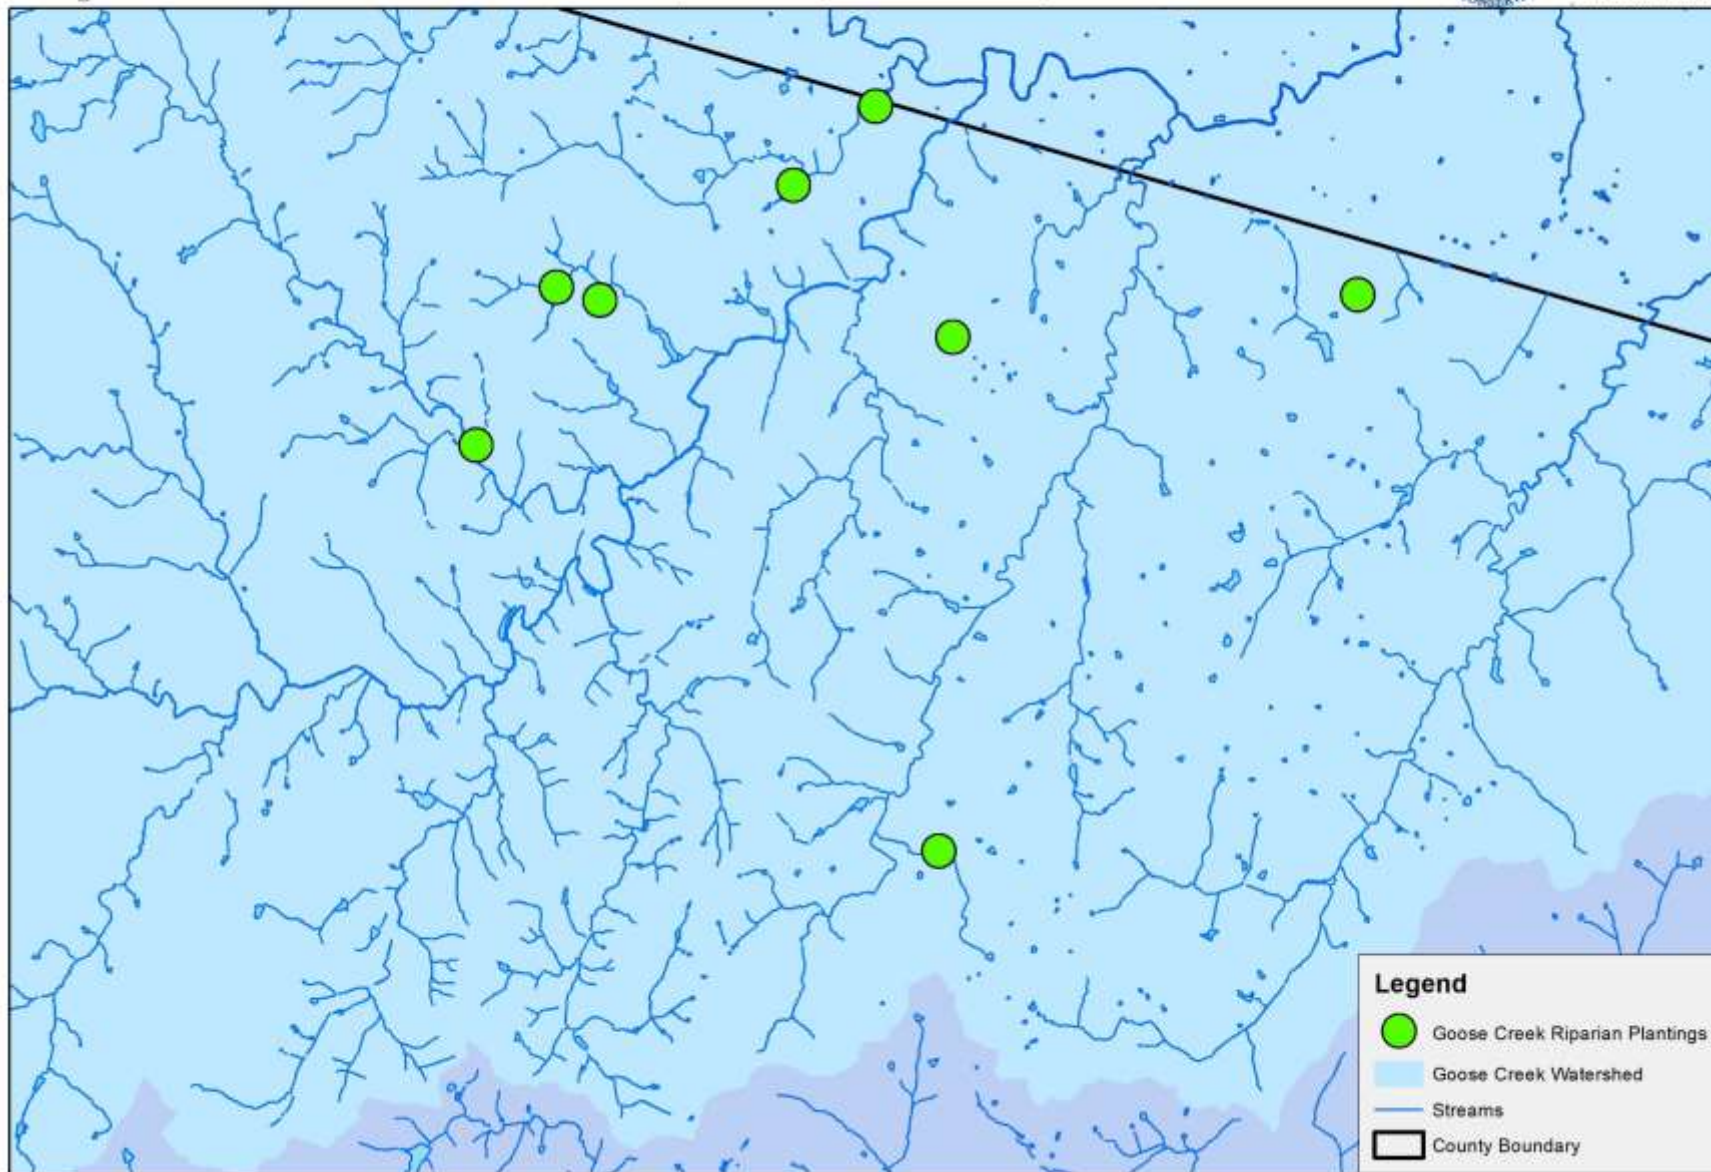 Legend
Goose Creek Riparian Plantings
Goose Creek Watershed
Streams
County Boundary